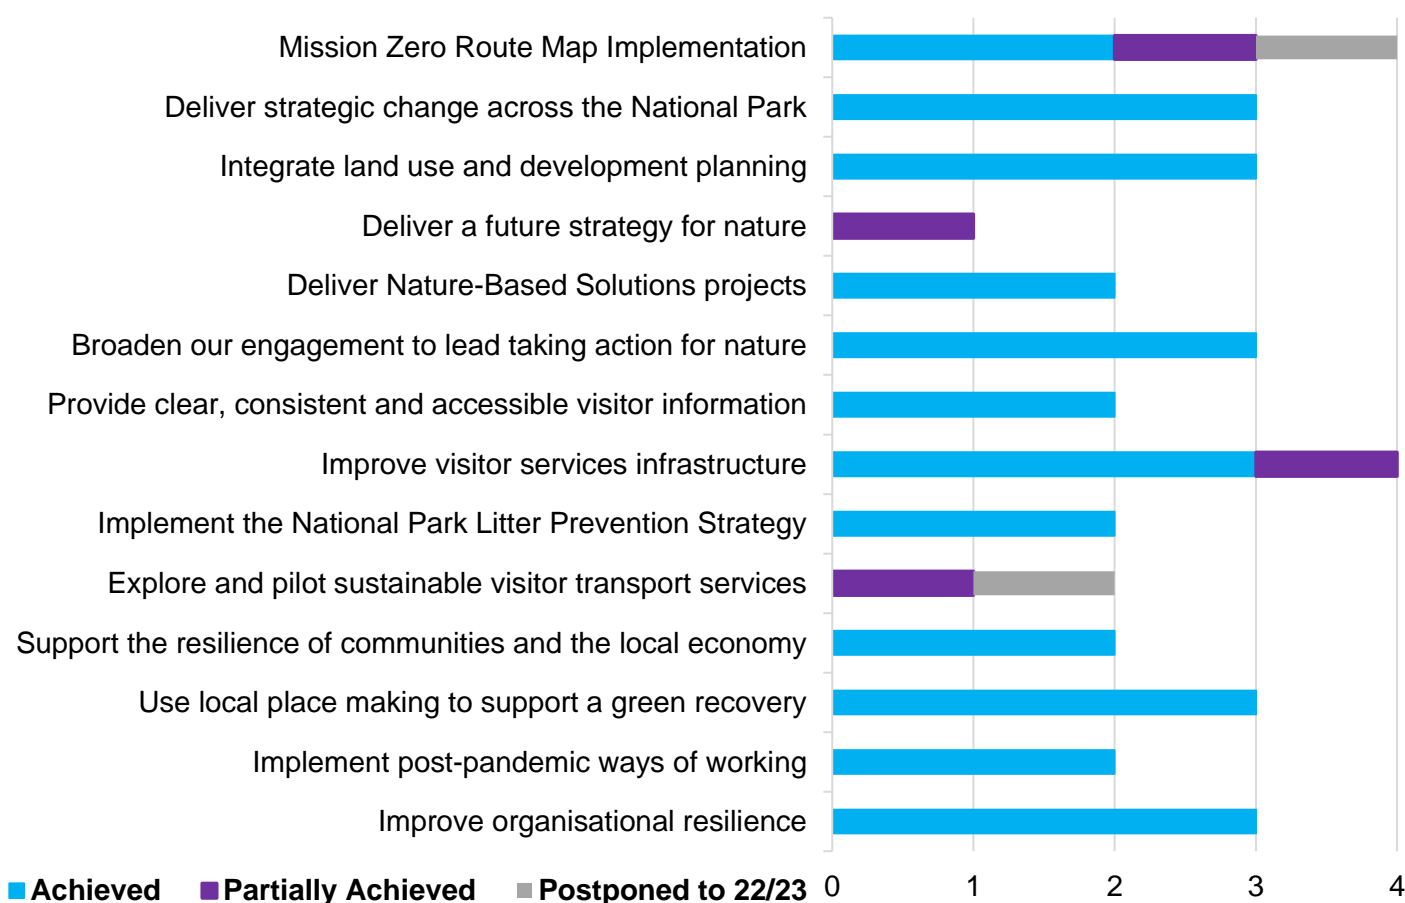 Mission Zero Route Map Implementation
Deliver strategic change across the National Park
Integrate land use and development planning
Deliver a future strategy for nature
Deliver Nature-Based Solutions projects
Broaden our engagement to lead taking action for nature
Provide clear, consistent and accessible visitor information
Improve visitor services infrastructure
Implement the National Park Litter Prevention Strategy
Explore and pilot sustainable visitor transport services
Support the resilience of communities and the local economy
Use local place making to support a green recovery
Implement post-pandemic ways of working
Improve organisational resilience
Achieved Partially Achieved Postponed to 22/23 0 1 2 3 4